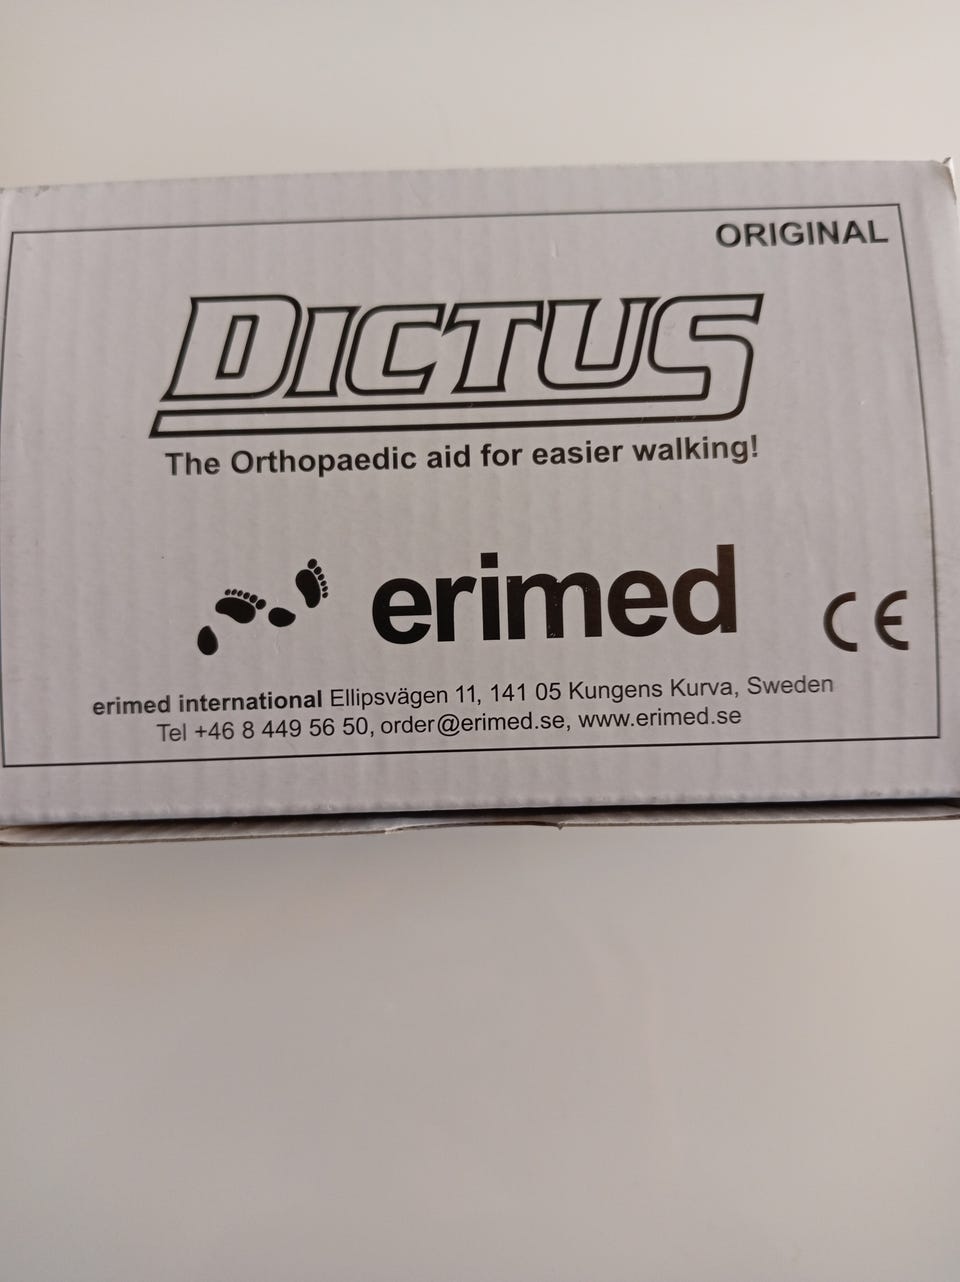 ORIGINAL
DICTUS
The Orthopaedic aid for easier walking!
erimed
CE
erimed international Ellipsvägen 11, 141 05 Kungens Kurva, Sweden
Tel +46 8 449 56 50, order@erimed.se, www.erimed.se